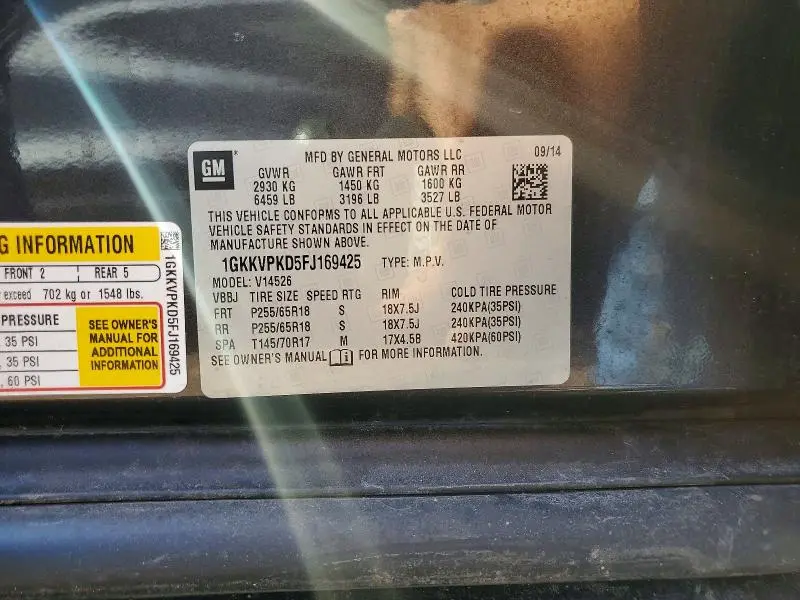 GM
MFD BY GENERAL MOTORS LLC 09/14
GVWR GAWR FRT GAWR RR
2930 KG 1450 KG 1600 KG
6459 LB 3196 LB 3527 LB
THIS VEHICLE CONFORMS TO ALL APPLICABLE U.S. FEDERAL MOTOR
VEHICLE SAFETY STANDARDS IN EFFECT ON THE DATE OF
MANUFACTURE SHOWN ABOVE.
1GKKVPKD5FJ169425 TYPE: M.P.V.
MODEL: V14526
VBBJ TIRE SIZE SPEED RTG RIM COLD TIRE PRESSURE
FRT P255/65R18 S 18X7.5J 240KPA(35PSI)
RR P255/65R18 S 18X7.5J 240KPA(35PSI)
SPA T145/70R17 M 17X4.5B 420KPA(60PSI)
SEE OWNER'S MANUAL i FOR MORE INFORMATION.
G INFORMATION
FRONT 2 REAR 5
exceed 702 kg or 1548 lbs.
PRESSURE
, 35 PSI
, 35 PSI
, 60 PSI
SEE OWNER'S
MANUAL FOR
ADDITIONAL
INFORMATION
1GKKVPKD5FJ169425